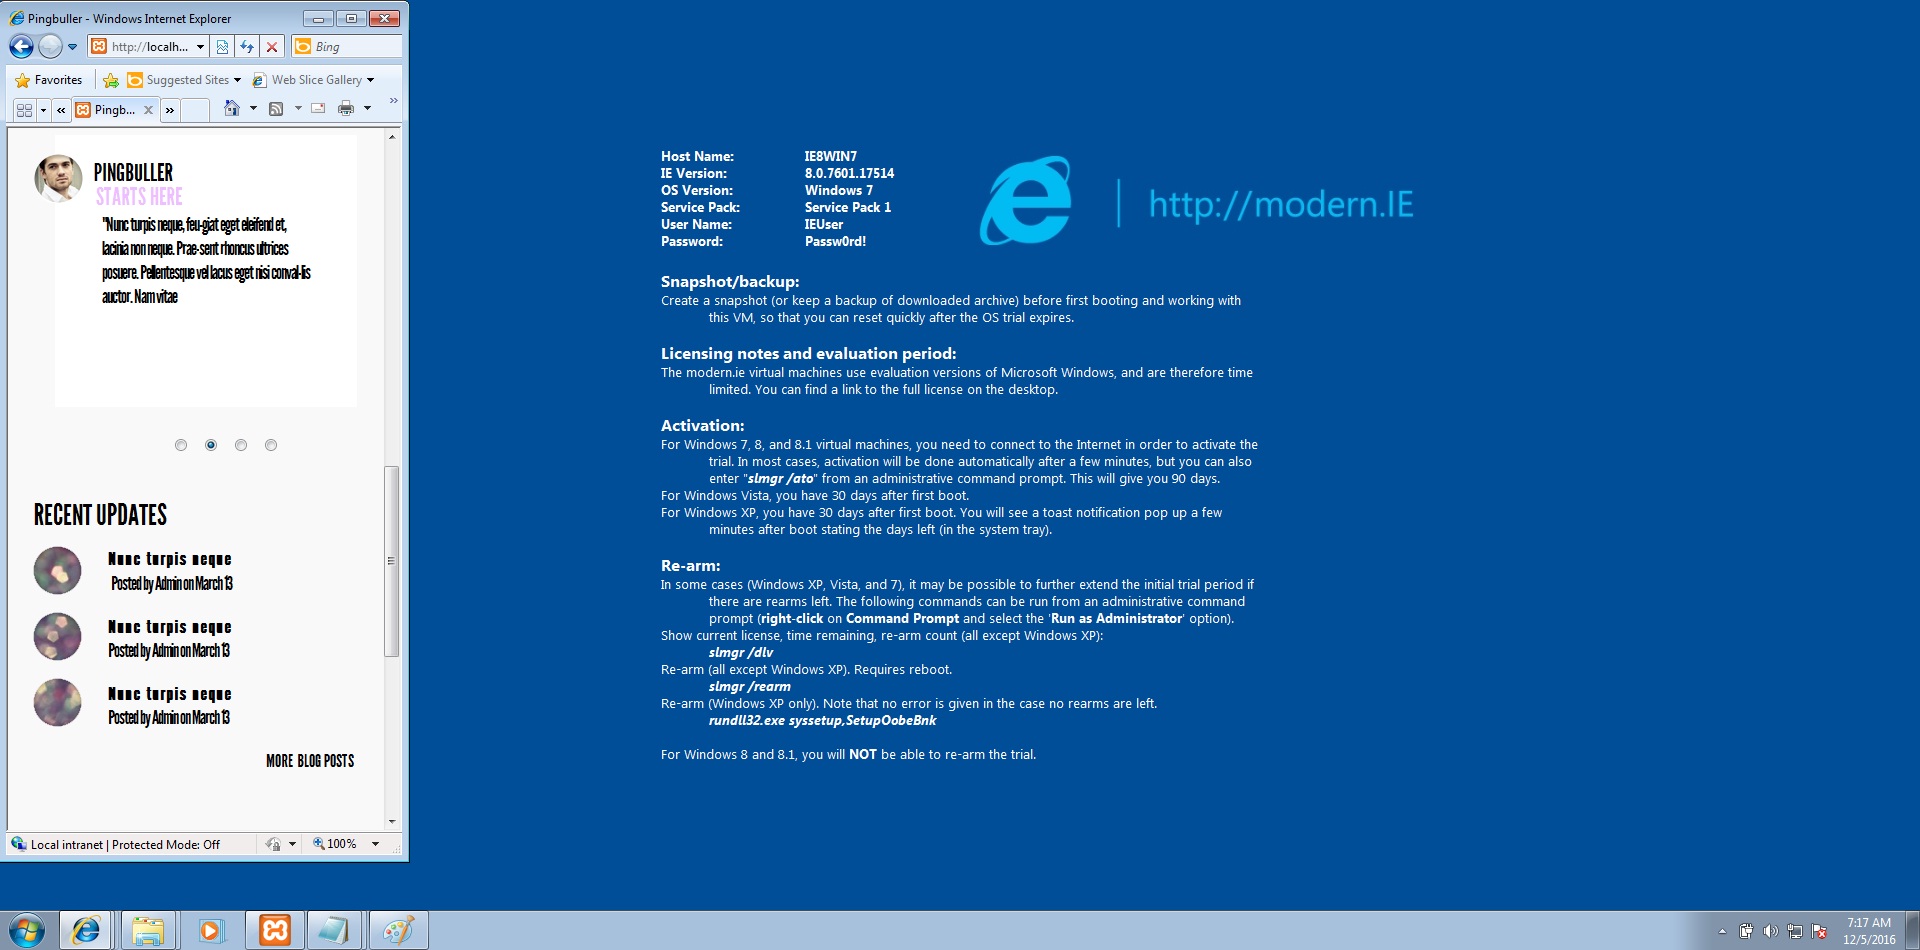 Pingbuller - Windows Internet Explorer
http://localh...
Bing
Favorites
Suggested Sites
Web Slice Gallery
Pingb...
PINGBULLER
STARTS HERE
"Nunc turpis neque, feu-giat eget eleifend et,
lacinia non neque. Prae-sent rhoncus ultrices
posuere. Pellentesque vel lacus eget nisi conval-lis
auctor. Nam vitae
RECENT UPDATES
Nunc turpis neque
Posted by Admin on March 13
Nunc turpis neque
Posted by Admin on March 13
Nunc turpis neque
Posted by Admin on March 13
MORE BLOG POSTS
Local intranet | Protected Mode: Off
100%
Host Name: IE8WIN7
IE Version: 8.0.7601.17514
OS Version: Windows 7
Service Pack: Service Pack 1
User Name: IEUser
Password: Passw0rd!
http://modern.IE
Snapshot/backup:
Create a snapshot (or keep a backup of downloaded archive) before first booting and working with
this VM, so that you can reset quickly after the OS trial expires.
Licensing notes and evaluation period:
The modern.ie virtual machines use evaluation versions of Microsoft Windows, and are therefore time
limited. You can find a link to the full license on the desktop.
Activation:
For Windows 7, 8, and 8.1 virtual machines, you need to connect to the Internet in order to activate the
trial. In most cases, activation will be done automatically after a few minutes, but you can also
enter "slmgr /ato" from an administrative command prompt. This will give you 90 days.
For Windows Vista, you have 30 days after first boot.
For Windows XP, you have 30 days after first boot. You will see a toast notification pop up a few
minutes after boot stating the days left (in the system tray).
Re-arm:
In some cases (Windows XP, Vista, and 7), it may be possible to further extend the initial trial period if
there are rearms left. The following commands can be run from an administrative command
prompt (right-click on Command Prompt and select the 'Run as Administrator' option).
Show current license, time remaining, re-arm count (all except Windows XP):
slmgr /dlv
Re-arm (all except Windows XP). Requires reboot.
slmgr /rearm
Re-arm (Windows XP only). Note that no error is given in the case no rearms are left.
rundll32.exe syssetup,SetupOobeBnk
For Windows 8 and 8.1, you will NOT be able to re-arm the trial.
7:17 AM
12/5/2016